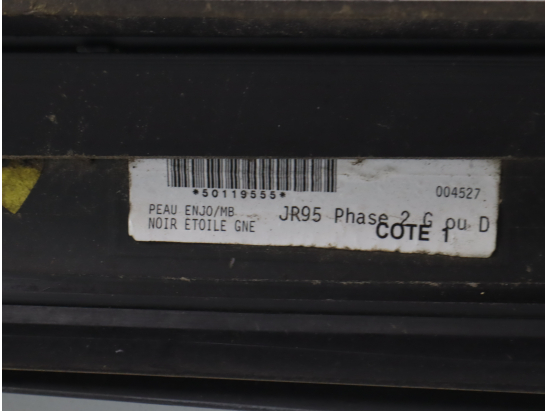 *50119555*
004527
PEAU ENJO/MB JR95 Phase 2 G ou D
NOIR ETOILE GNE COTE 1